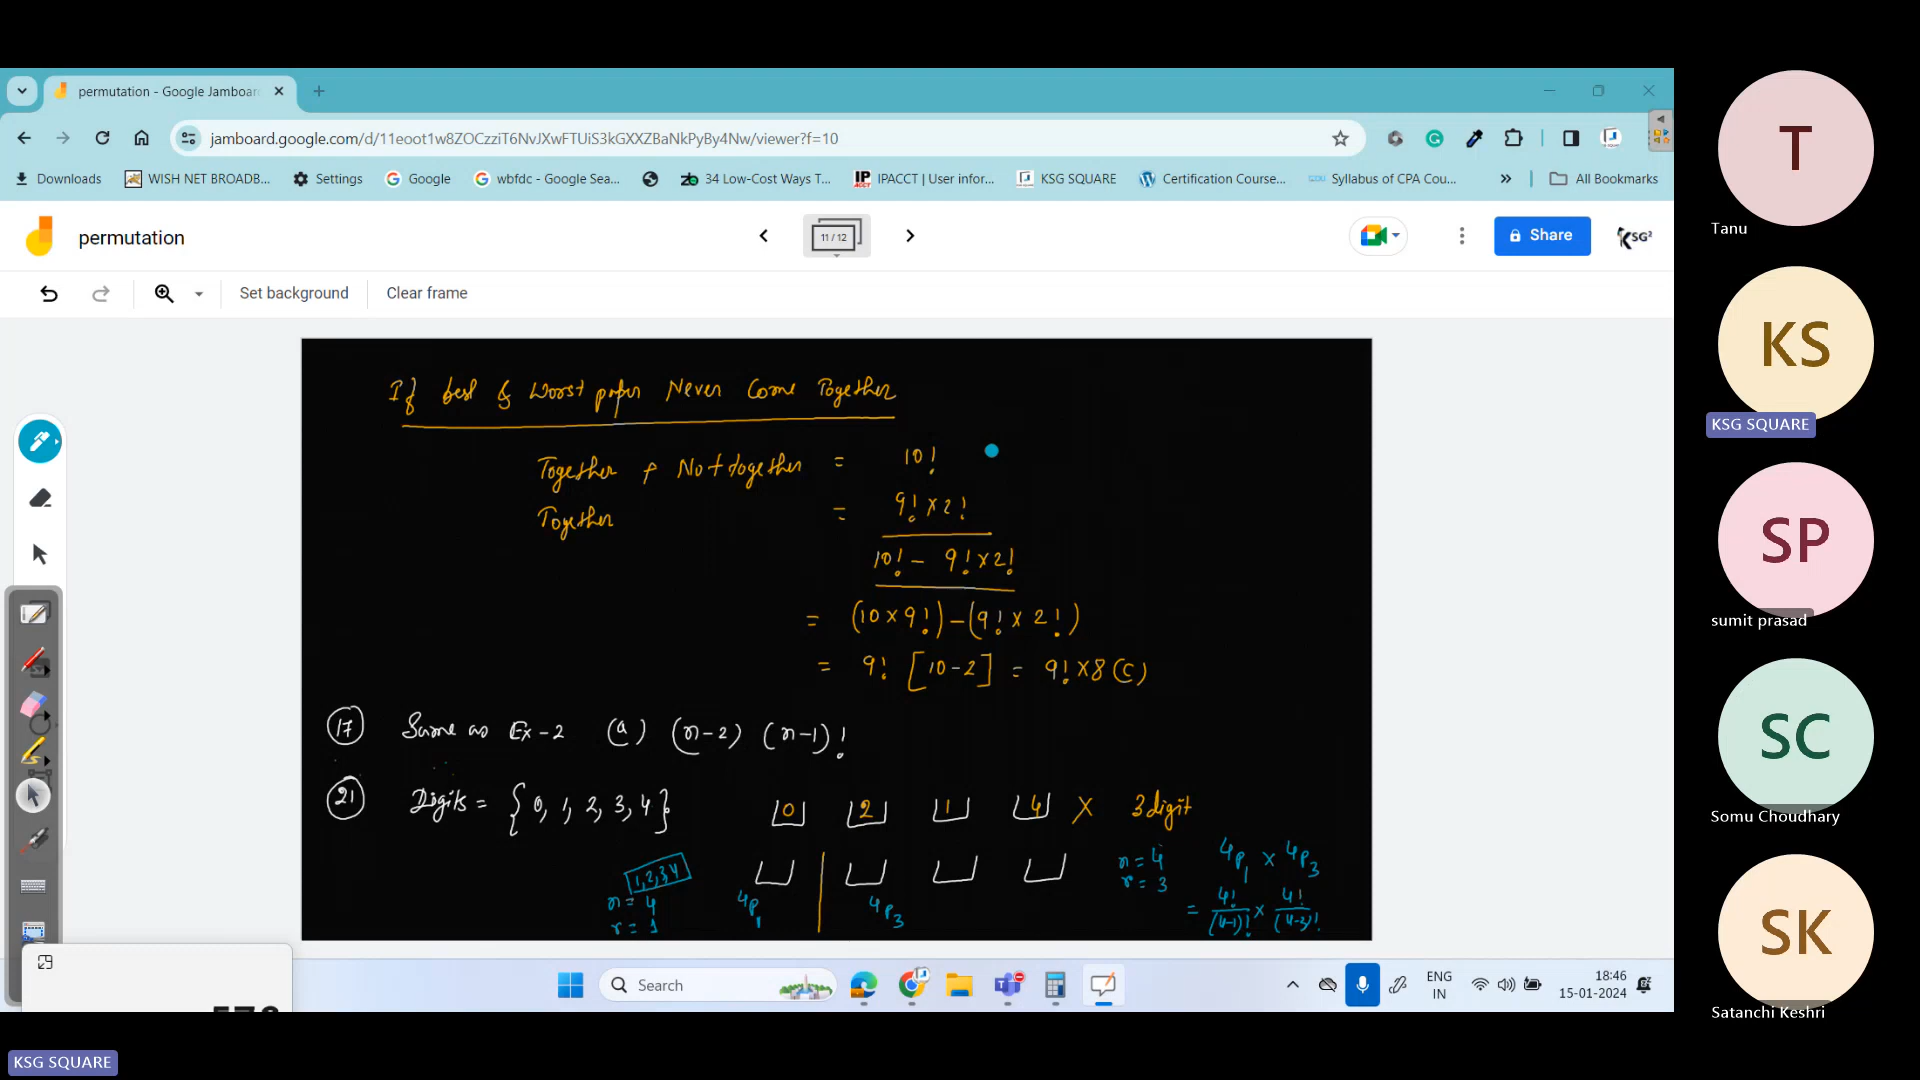 permutation - Google Jamboar
jamboard.google.com/d/11eoot1w8ZOCzziT6NvJXwFTUiS3kGXXZBaNkPyBy4Nw/viewer?f=10
Downloads WISH NET BROADB... Settings Google wbfdc - Google Sea... 34 Low-Cost Ways T... IPACCT | User infor... KSG SQUARE Certification Course... Syllabus of CPA Cou... » All Bookmarks
permutation 11 / 12 Share KSG²
Set background Clear frame
If best & Worst paper Never Come Together
Together + Not together = 10!
Together = 9! × 2!
10! - 9! × 2!
= (10 × 9!) - (9! × 2!)
= 9! [10-2] = 9! × 8 (C)
17 Same as Ex-2 (a) (n-2) (n-1)!
21 Digits = {0, 1, 2, 3, 4} 0 2 1 4 × 3 digit
1,2,3,4 n = 4 4P1 × 4P3
r = 3
n = 4 4P1 4P3 = 4!/(4-1)! × 4!/(4-3)!
r = 1
T
Tanu
KS
KSG SQUARE
SP
sumit prasad
SC
Somu Choudhary
SK
Satanchi Keshri
Search ENG IN 18:46 15-01-2024
KSG SQUARE